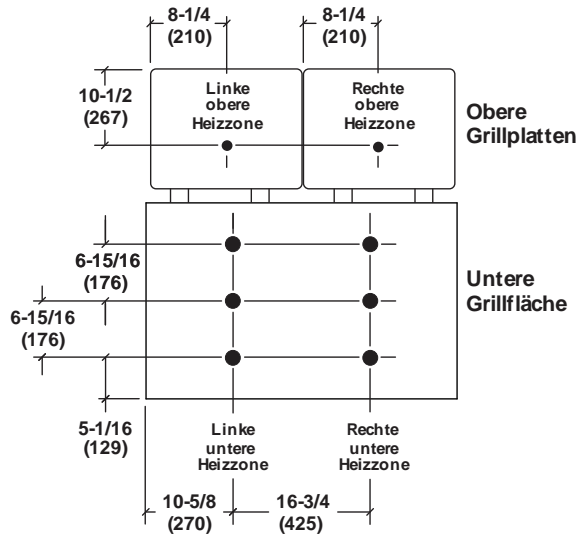 8-1/4
(210)
8-1/4
(210)
10-1/2
(267)
Linke
obere
Heizzone
Rechte
obere
Heizzone
Obere
Grillplatten
6-15/16
(176)
6-15/16
(176)
Untere
Grillfläche
5-1/16
(129)
Linke
untere
Heizzone
Rechte
untere
Heizzone
10-5/8
(270)
16-3/4
(425)